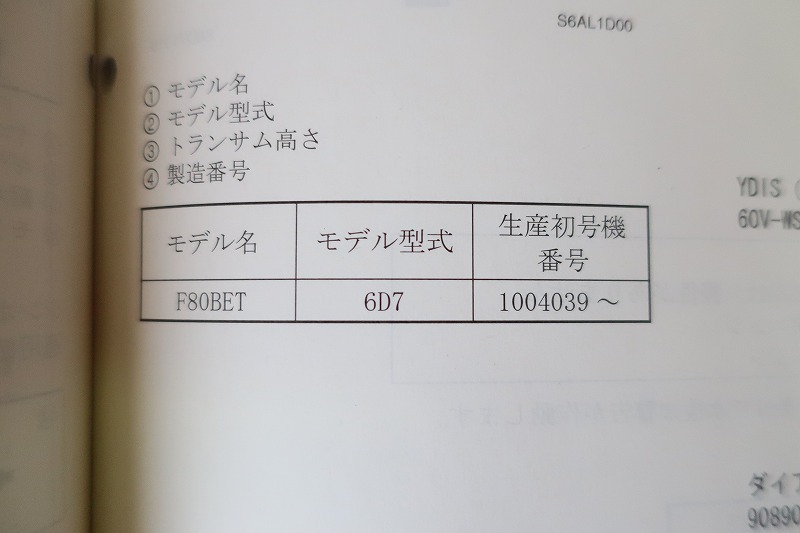 S6AL1D00
① モデル名
② モデル型式
③ トランサム高さ
④ 製造番号
モデル名 モデル型式 生産初号機
番号
F80BET 6D7 1004039 ～
YDIS
60V-WS
ダイア
90890